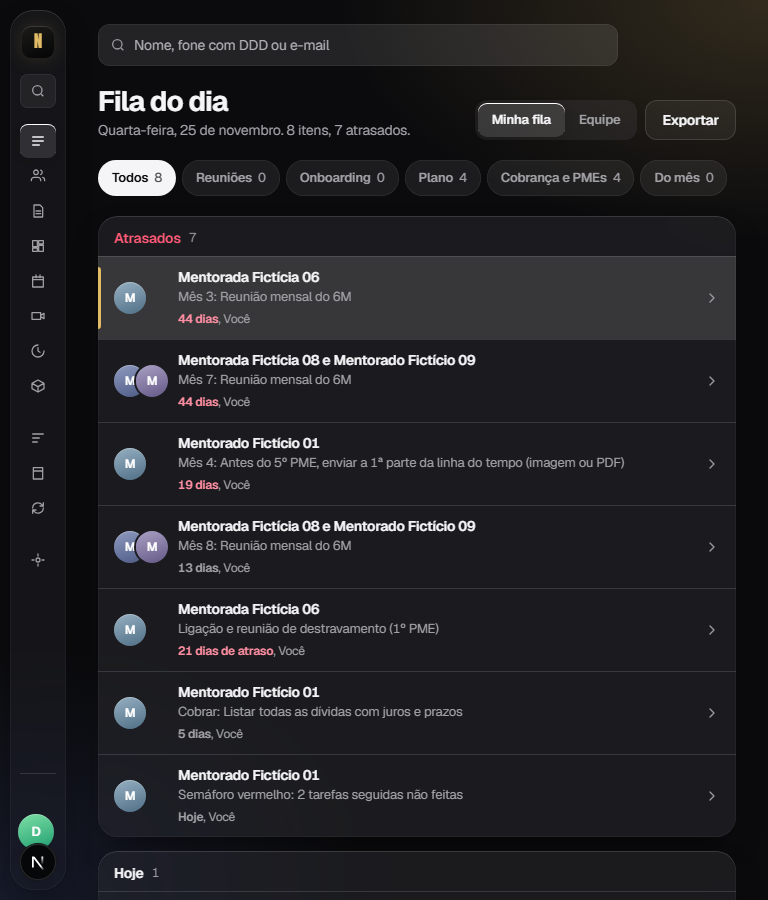 N
Nome, fone com DDD ou e-mail
Fila do dia
Quarta-feira, 25 de novembro. 8 itens, 7 atrasados.
Minha fila
Equipe
Exportar
Todos 8
Reuniões 0
Onboarding 0
Plano 4
Cobrança e PMEs 4
Do mês 0
Atrasados 7
M
Mentorada Fictícia 06
Mês 3: Reunião mensal do 6M
44 dias, Você
M M
Mentorada Fictícia 08 e Mentorado Fictício 09
Mês 7: Reunião mensal do 6M
44 dias, Você
M
Mentorado Fictício 01
Mês 4: Antes do 5º PME, enviar a 1ª parte da linha do tempo (imagem ou PDF)
19 dias, Você
M M
Mentorada Fictícia 08 e Mentorado Fictício 09
Mês 8: Reunião mensal do 6M
13 dias, Você
M
Mentorada Fictícia 06
Ligação e reunião de destravamento (1º PME)
21 dias de atraso, Você
M
Mentorado Fictício 01
Cobrar: Listar todas as dívidas com juros e prazos
5 dias, Você
M
Mentorado Fictício 01
Semáforo vermelho: 2 tarefas seguidas não feitas
Hoje, Você
D
N
Hoje 1